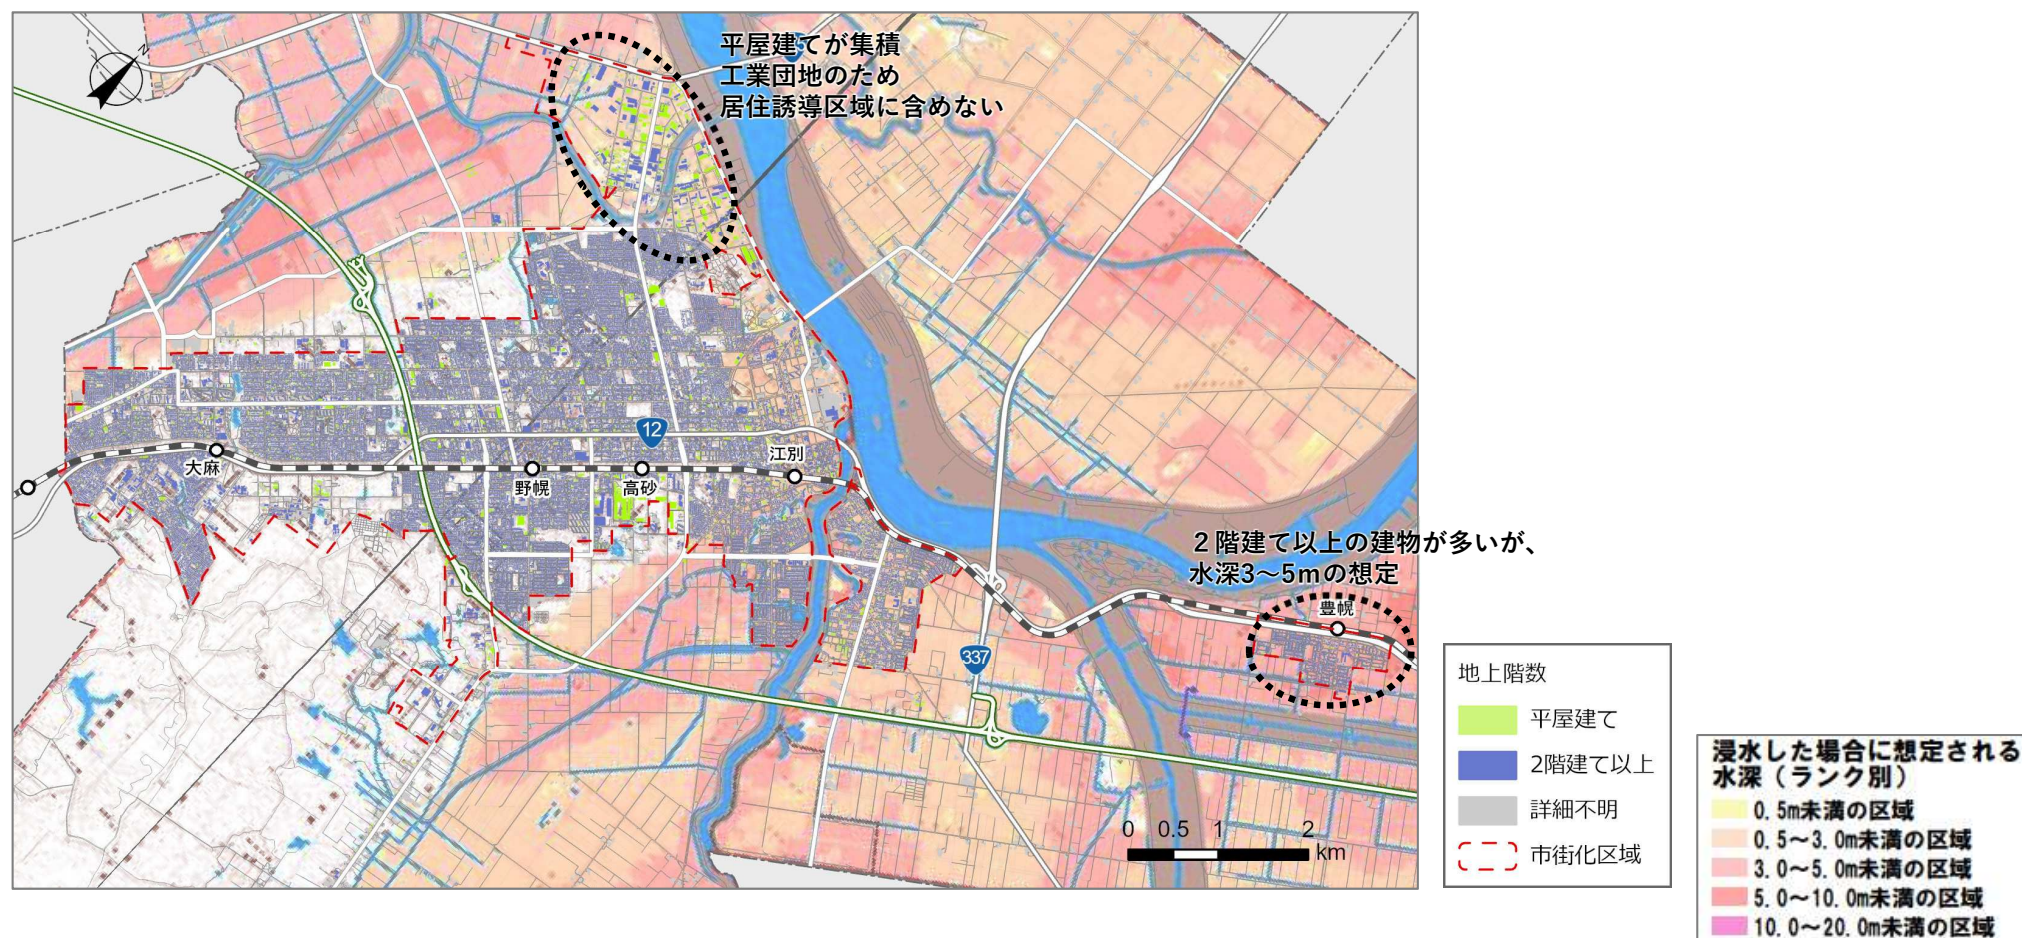 平屋建てが集積
工業団地のため
居住誘導区域に含めない
N
12
大麻
野幌
高砂
江別
２階建て以上の建物が多いが、
水深3～5mの想定
豊幌
337
0 0.5 1 2
km
地上階数
平屋建て
2階建て以上
詳細不明
市街化区域
浸水した場合に想定される
水深（ランク別）
0.5m未満の区域
0.5～3.0m未満の区域
3.0～5.0m未満の区域
5.0～10.0m未満の区域
10.0～20.0m未満の区域